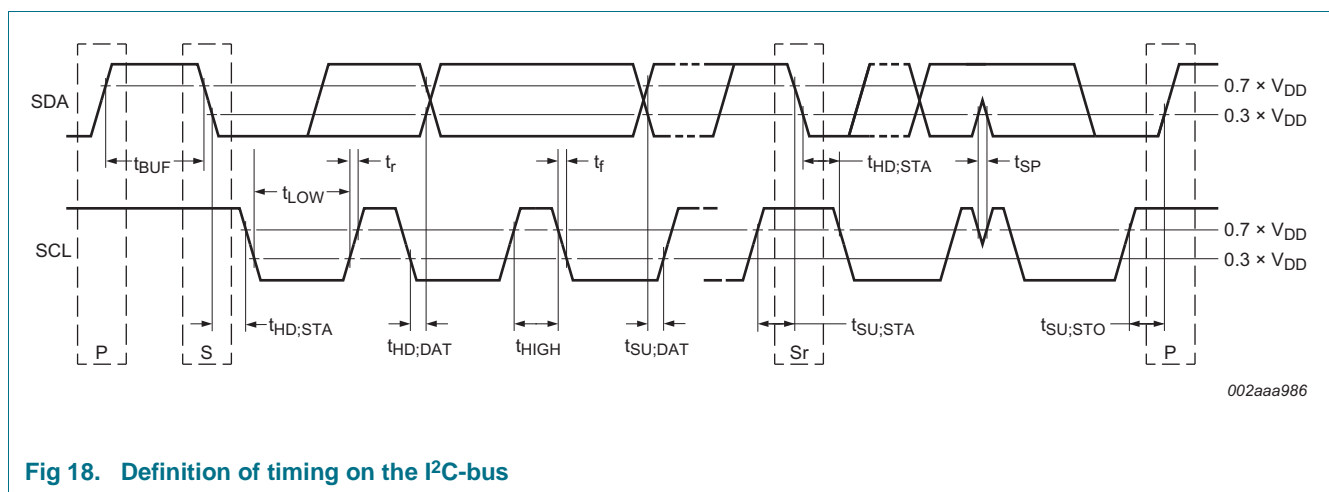 SDA
0.7 × VDD
0.3 × VDD
tBUF
tLOW
tr
tf
tHD;STA
tSP
SCL
0.7 × VDD
0.3 × VDD
tHD;STA
tHD;DAT
tHIGH
tSU;DAT
tSU;STA
tSU;STO
P
S
Sr
P
002aaa986
Fig 18. Definition of timing on the I²C-bus